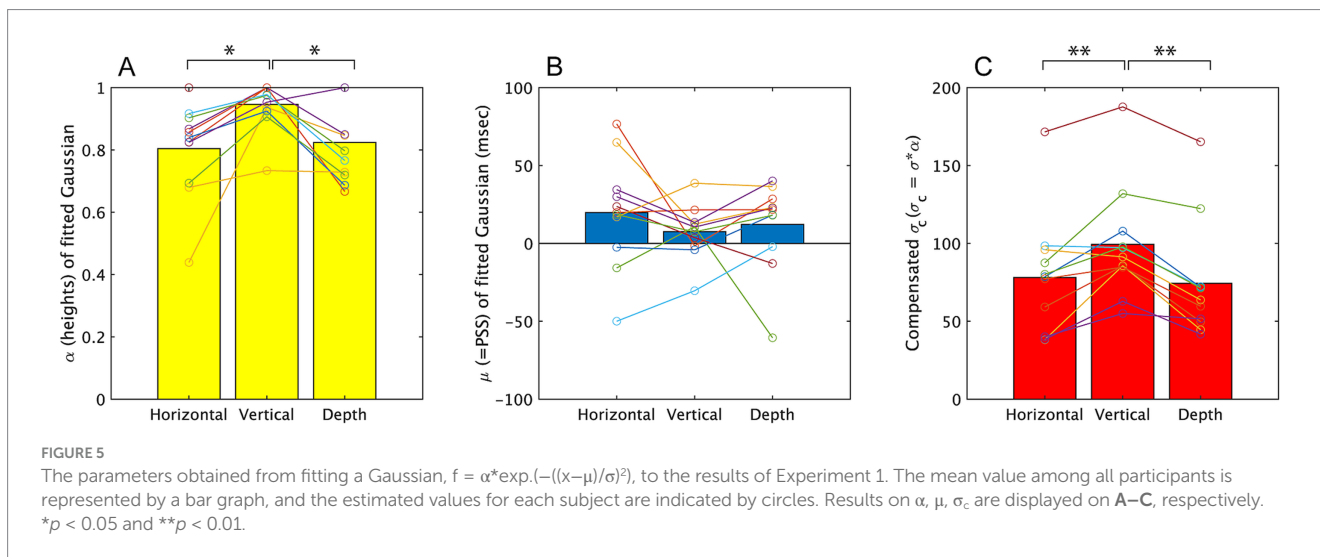 * *
** **
A
B
C
1
0.8
0.6
0.4
0.2
0
α (heights) of fitted Gaussian
Horizontal Vertical Depth
100
50
0
−50
−100
μ (=PSS) of fitted Gaussian (msec)
Horizontal Vertical Depth
200
150
100
50
0
Compensated σc (σc = σ*α)
Horizontal Vertical Depth
FIGURE 5
The parameters obtained from fitting a Gaussian, f = α*exp.(−((x−μ)/σ)²), to the results of Experiment 1. The mean value among all participants is
represented by a bar graph, and the estimated values for each subject are indicated by circles. Results on α, μ, σc are displayed on A–C, respectively.
*p < 0.05 and **p < 0.01.